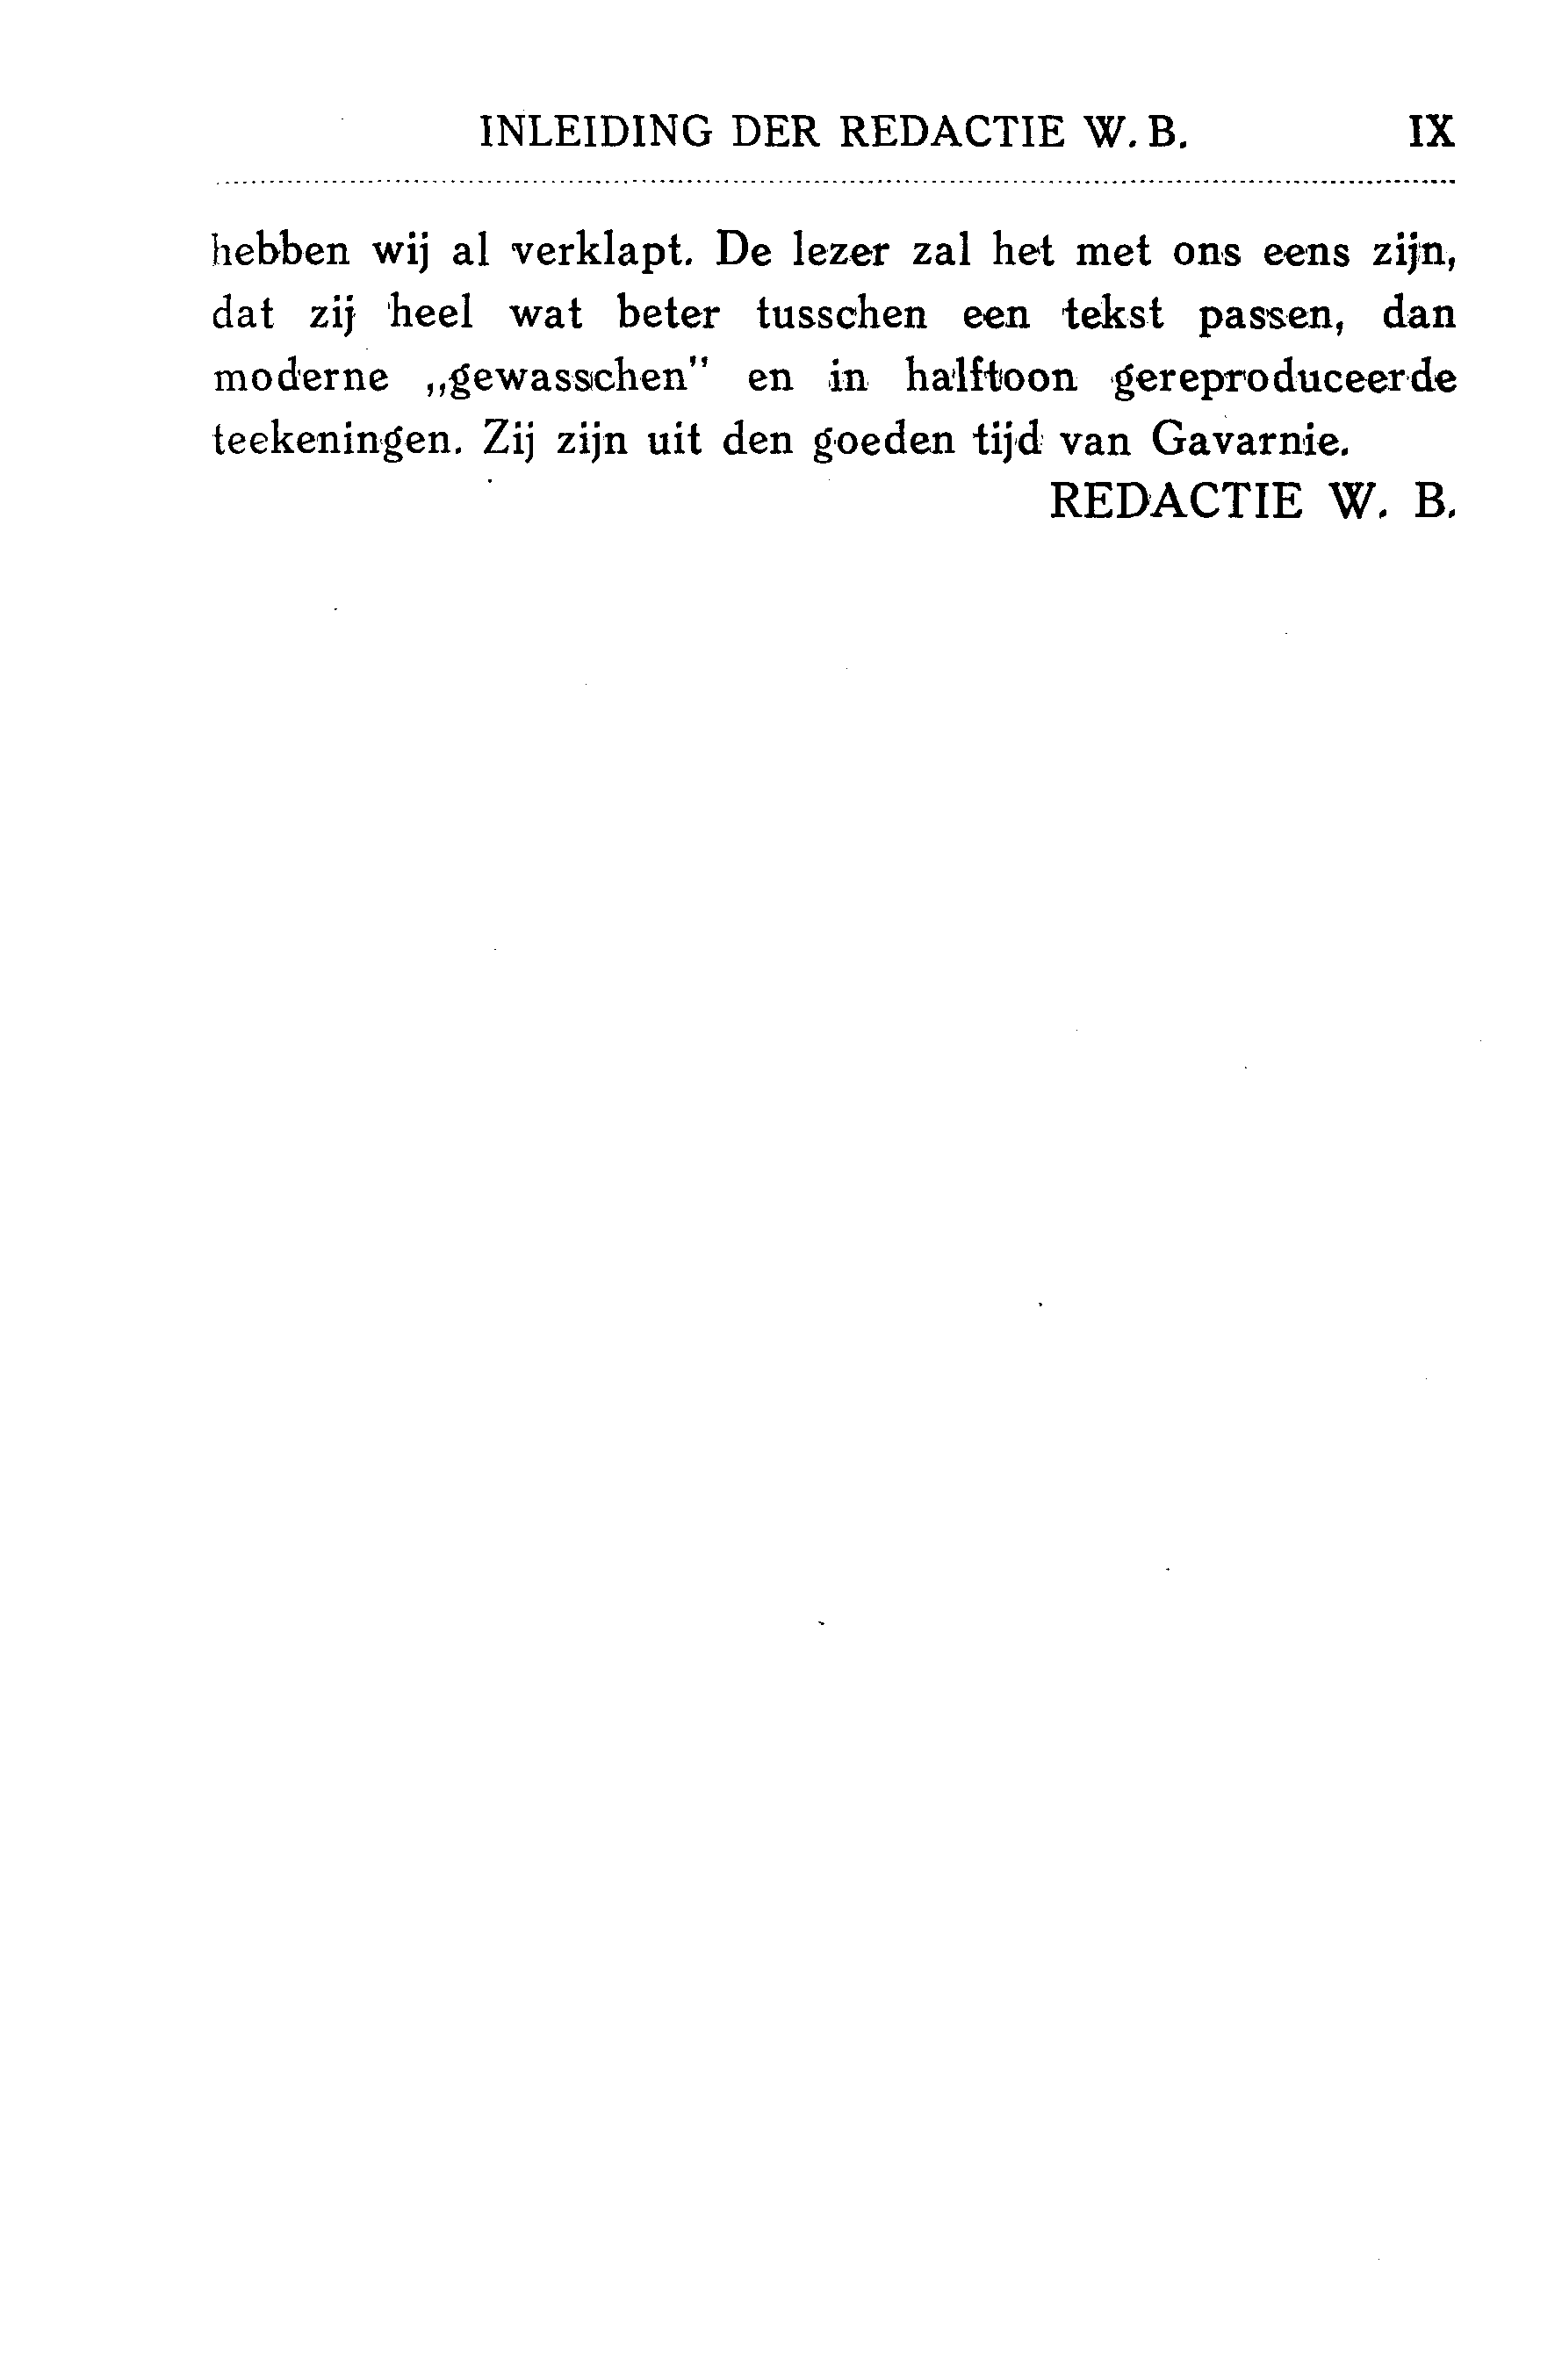 INLEIDING DER REDACTIE W. B. IX
hebben wij al verklapt. De lezer zal het met ons eens zijn,
dat zij heel wat beter tusschen een tekst passen, dan
moderne „gewasschen" en in halftoon gereproduceerde
teekeningen. Zij zijn uit den goeden tijd van Gavarnie.
REDACTIE W. B.